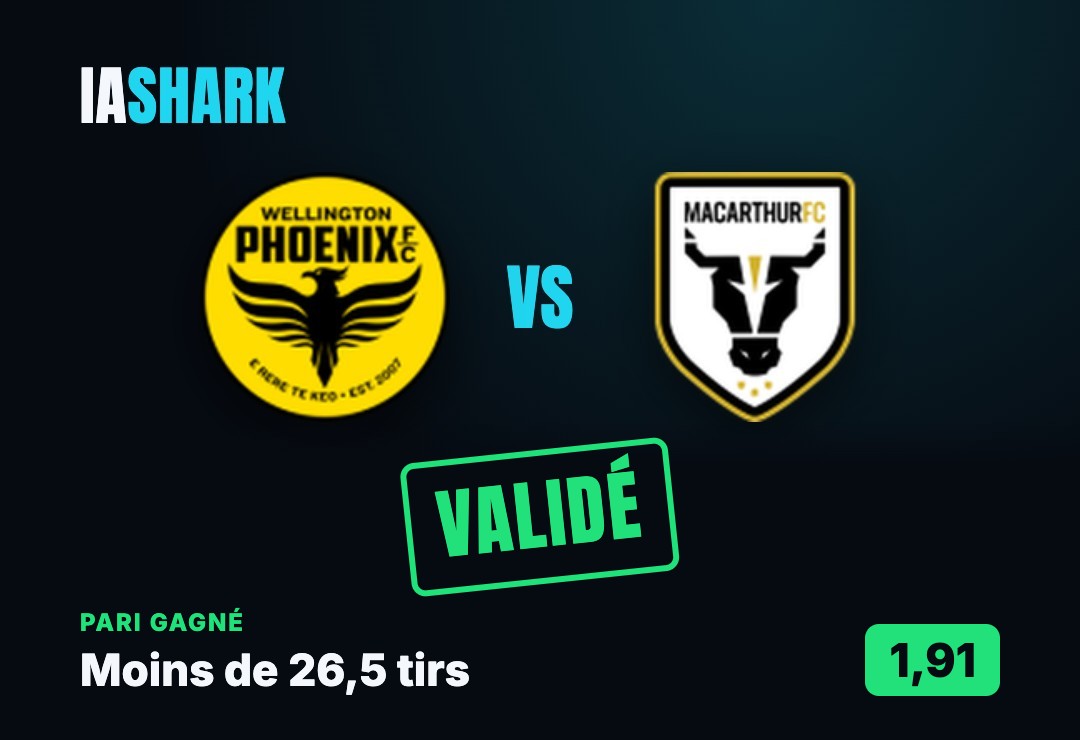 IASHARK
WELLINGTON
PHOENIX FC
E RERE TE KEO • EST. 2007
MACARTHURFC
VS
VALIDÉ
PARI GAGNÉ
Moins de 26,5 tirs
1,91